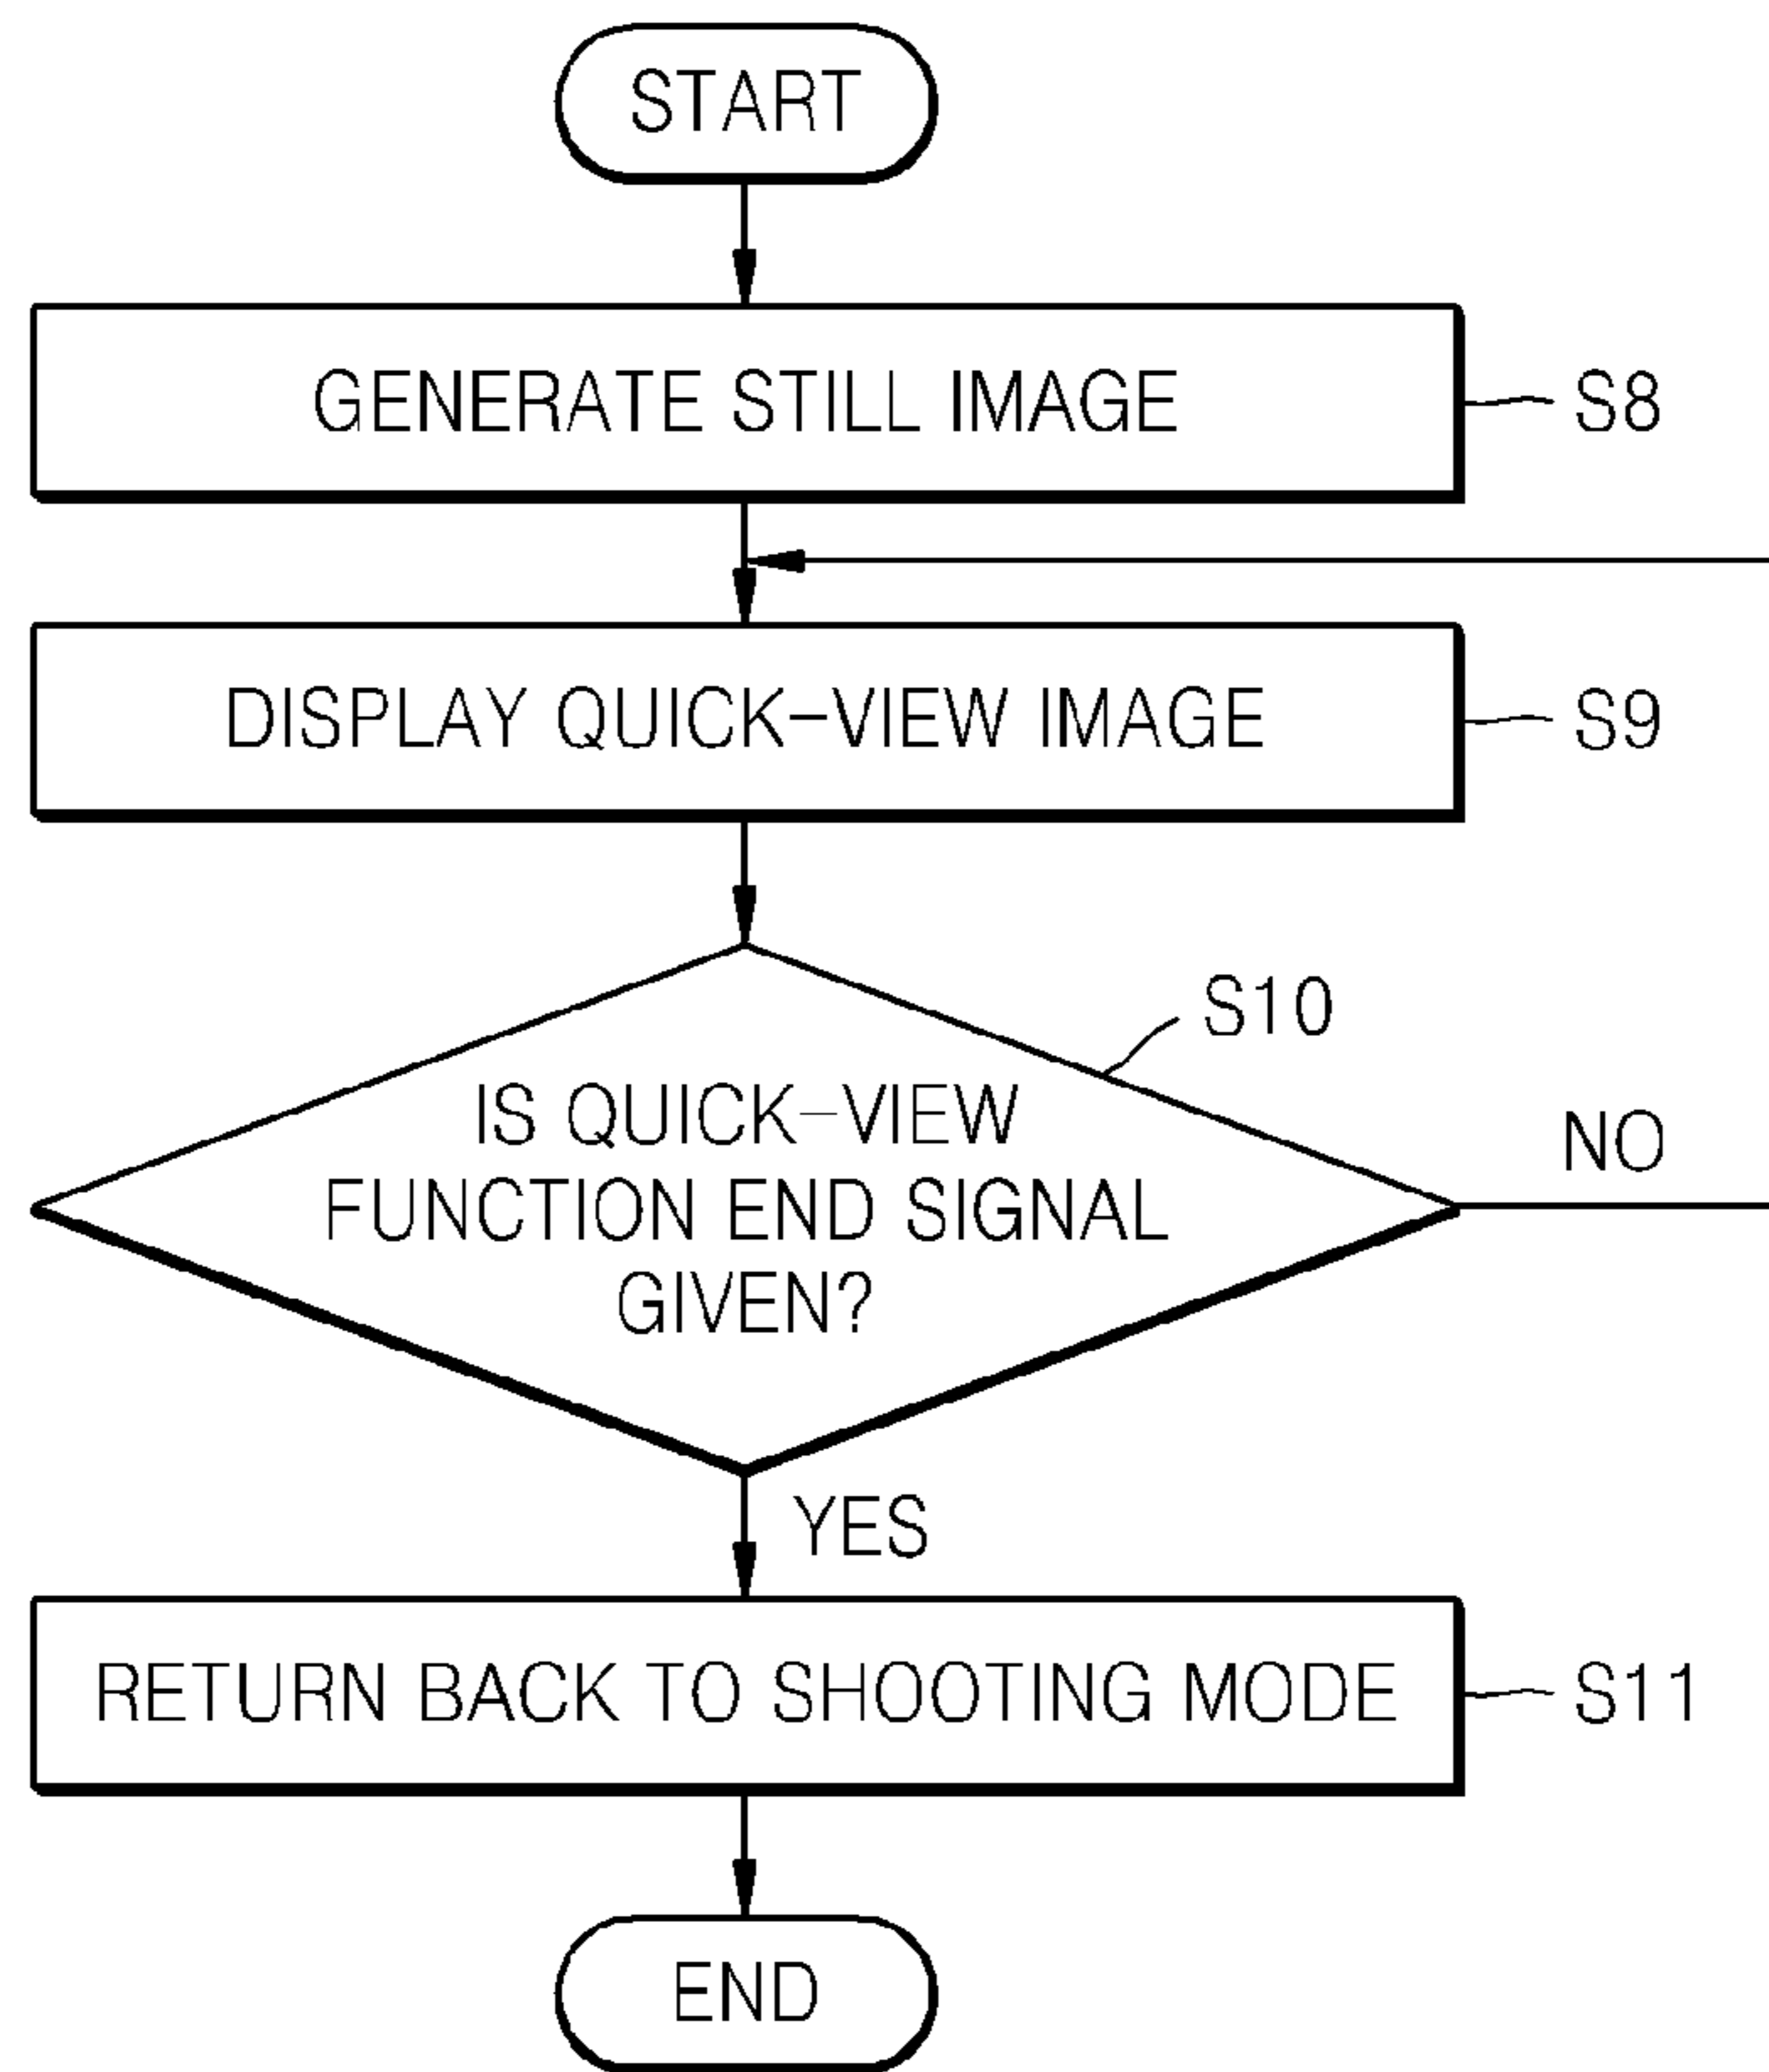 START
GENERATE STILL IMAGE
S8
DISPLAY QUICK-VIEW IMAGE
S9
S10
IS QUICK-VIEW
FUNCTION END SIGNAL
GIVEN?
NO
YES
RETURN BACK TO SHOOTING MODE
S11
END